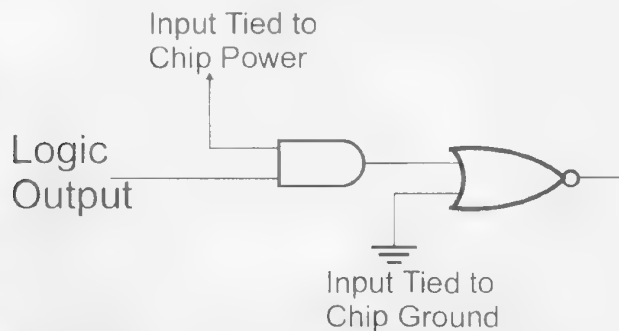 Input Tied to
Chip Power
Logic
Output
Input Tied to
Chip Ground